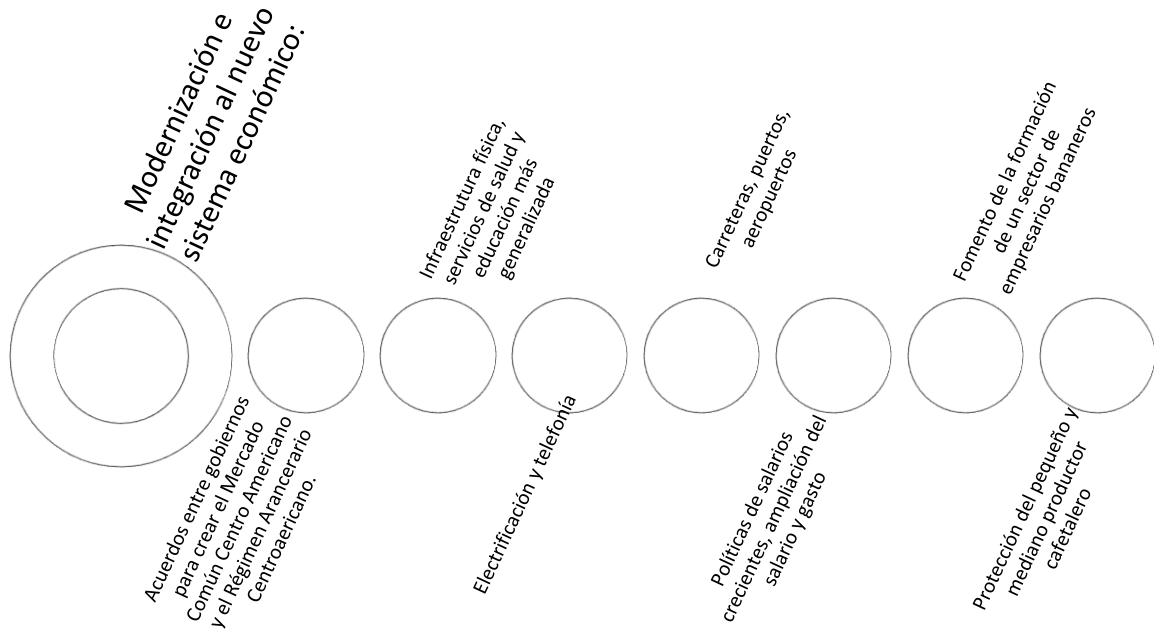 Modernización e
integración al nuevo
sistema económico:
Acuerdos entre gobiernos
para crear el Mercado
Común Centro Americano
y el Régimen Arancerario
Centroaericano.
Infraestrutura física,
servicios de salud y
educación más
generalizada
Electrificación y telefonía
Carreteras, puertos,
aeropuertos
Políticas de salarios
crecientes, ampliación del
salario y gasto
Fomento de la formación
de un sector de
empresarios bananeros
Protección del pequeño y
mediano productor
cafetalero